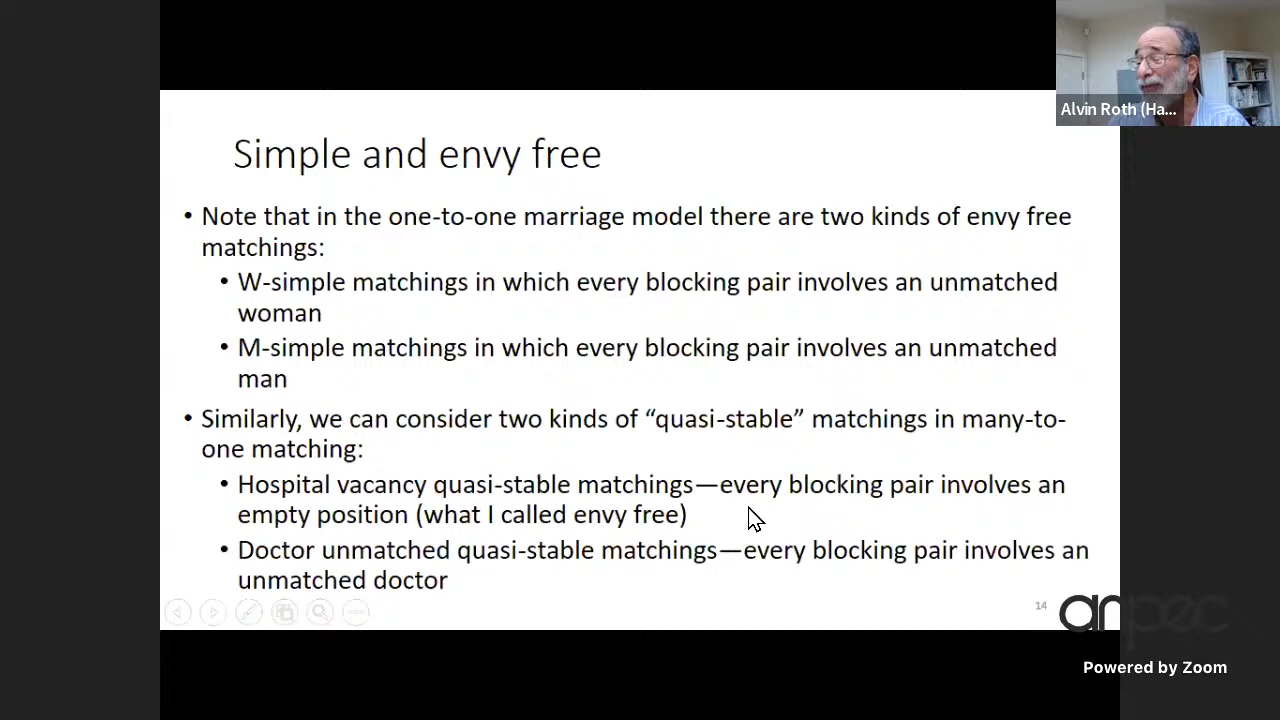 Alvin Roth (Ha...
Simple and envy free
• Note that in the one-to-one marriage model there are two kinds of envy free
matchings:
• W-simple matchings in which every blocking pair involves an unmatched
woman
• M-simple matchings in which every blocking pair involves an unmatched
man
• Similarly, we can consider two kinds of “quasi-stable” matchings in many-to-
one matching:
• Hospital vacancy quasi-stable matchings—every blocking pair involves an
empty position (what I called envy free)
• Doctor unmatched quasi-stable matchings—every blocking pair involves an
unmatched doctor
14
anpec
Powered by Zoom